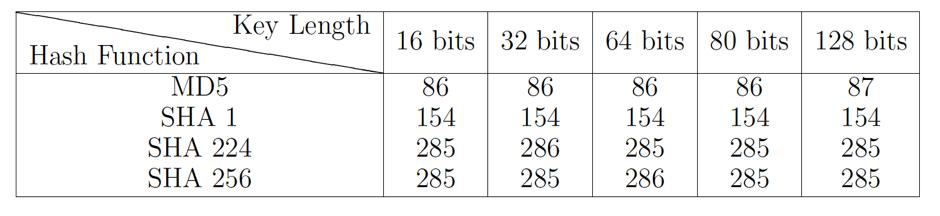 Key Length
Hash Function
16 bits 32 bits 64 bits 80 bits 128 bits
MD5 86 86 86 86 87
SHA 1 154 154 154 154 154
SHA 224 285 286 285 285 285
SHA 256 285 285 286 285 285